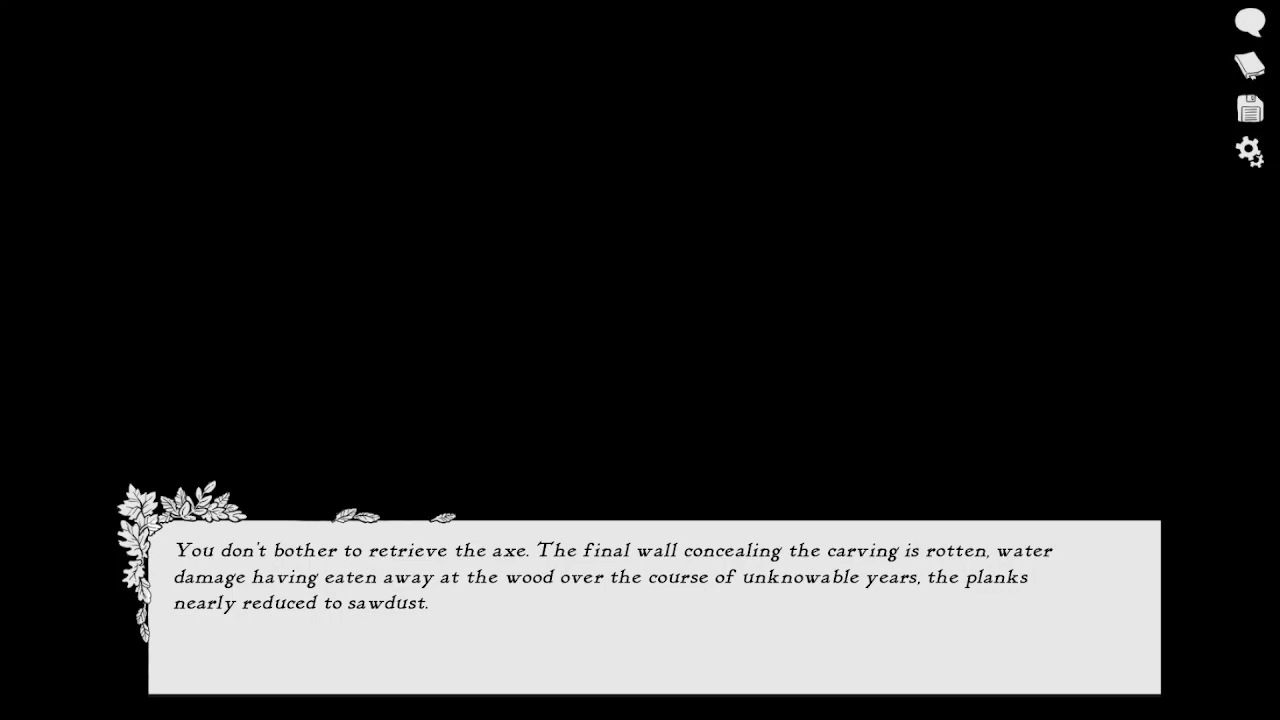 You don't bother to retrieve the axe. The final wall concealing the carving is rotten, water
damage having eaten away at the wood over the course of unknowable years, the planks
nearly reduced to sawdust.